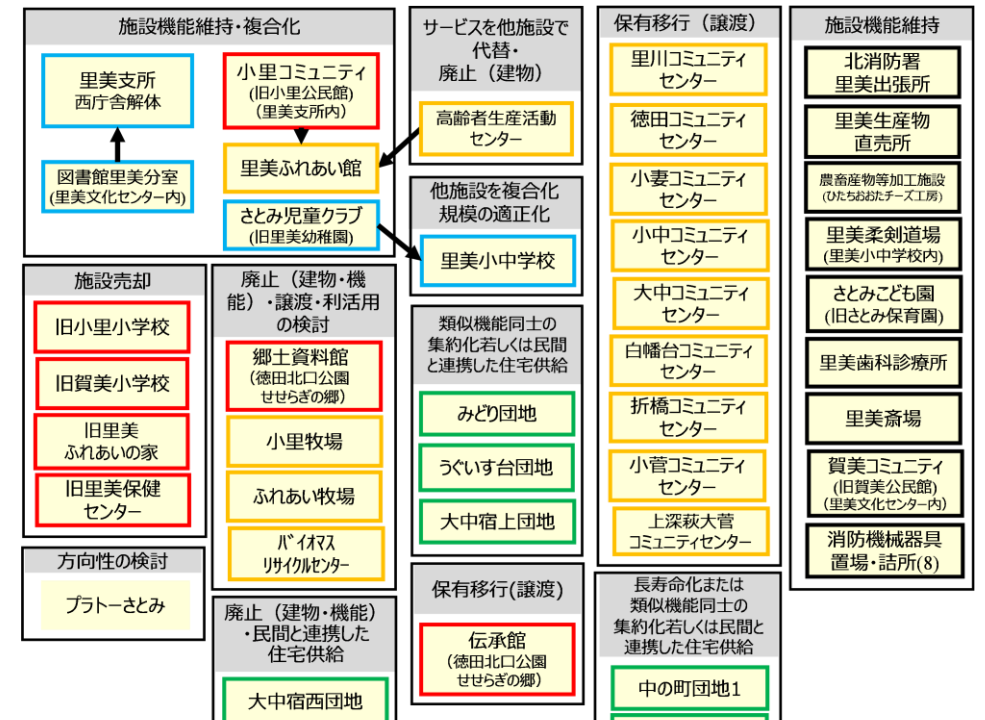 施設機能維持・複合化
里美支所
西庁舎解体
図書館里美分室
(里美文化センター内)
小里コミュニティ
(旧小里公民館)
(里美支所内)
里美ふれあい館
さとみ児童クラブ
(旧里美幼稚園)
サービスを他施設で
代替・
廃止（建物）
高齢者生産活動
センター
他施設を複合化
規模の適正化
里美小中学校
施設売却
旧小里小学校
旧賀美小学校
旧里美
ふれあいの家
旧里美保健
センター
方向性の検討
プラトーさとみ
廃止（建物・機
能）・譲渡・利活用
の検討
郷土資料館
(徳田北口公園
せせらぎの郷)
小里牧場
ふれあい牧場
バイオマス
リサイクルセンター
廃止（建物・機能）
・民間と連携した
住宅供給
大中宿西団地
類似機能同士の
集約化若しくは民間
と連携した住宅供給
みどり団地
うぐいす台団地
大中宿上団地
保有移行(譲渡)
伝承館
(徳田北口公園
せせらぎの郷)
保有移行（譲渡）
里川コミュニティ
センター
徳田コミュニティ
センター
小妻コミュニティ
センター
小中コミュニティ
センター
大中コミュニティ
センター
白幡台コミュニティ
センター
折橋コミュニティ
センター
小菅コミュニティ
センター
上深萩大菅
コミュニティセンター
長寿命化または
類似機能同士の
集約化若しくは民間と
連携した住宅供給
中の町団地1
施設機能維持
北消防署
里美出張所
里美生産物
直売所
農畜産物等加工施設
(ひたちおおたチーズ工房)
里美柔剣道場
(里美小中学校内)
さとみこども園
(旧さとみ保育園)
里美歯科診療所
里美斎場
賀美コミュニティ
(旧賀美公民館)
(里美文化センター内)
消防機械器具
置場・詰所(8)